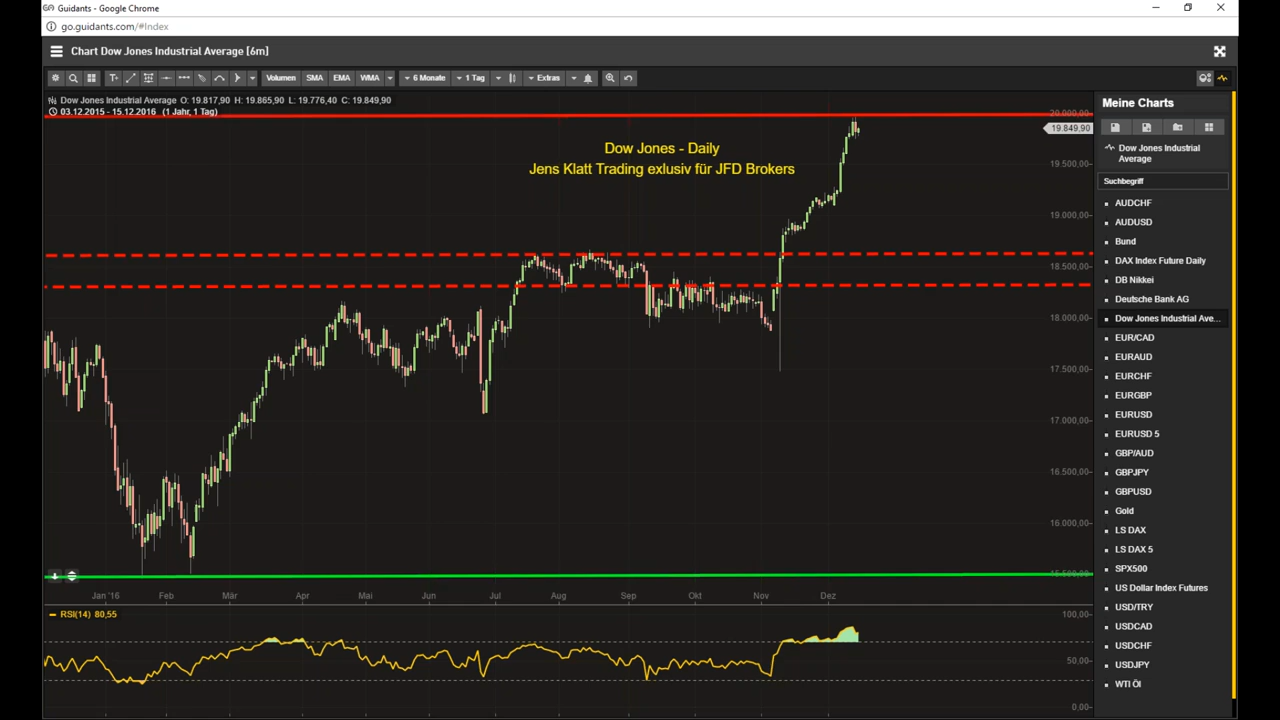 Guidants - Google Chrome
go.guidants.com/#Index
Chart Dow Jones Industrial Average [6m]
Volumen SMA EMA WMA 6 Monate 1 Tag Extras
Dow Jones Industrial Average O: 19.817,90 H: 19.865,90 L: 19.776,40 C: 19.849,90
03.12.2015 - 15.12.2016 (1 Jahr, 1 Tag)
Dow Jones - Daily
Jens Klatt Trading exlusiv für JFD Brokers
20.000,00
19.849,90
19.500,00
19.000,00
18.500,00
18.000,00
17.500,00
17.000,00
16.500,00
16.000,00
15.500,00
Jan '16 Feb Mär Apr Mai Jun Jul Aug Sep Okt Nov Dez
RSI(14) 80,55
100,00
50,00
0,00
Meine Charts
Dow Jones Industrial
Average
Suchbegriff
AUDCHF
AUDUSD
Bund
DAX Index Future Daily
DB Nikkei
Deutsche Bank AG
Dow Jones Industrial Ave...
EUR/CAD
EURAUD
EURCHF
EURGBP
EURUSD
EURUSD 5
GBP/AUD
GBPJPY
GBPUSD
Gold
LS DAX
LS DAX 5
SPX500
US Dollar Index Futures
USD/TRY
USDCAD
USDCHF
USDJPY
WTI Öl